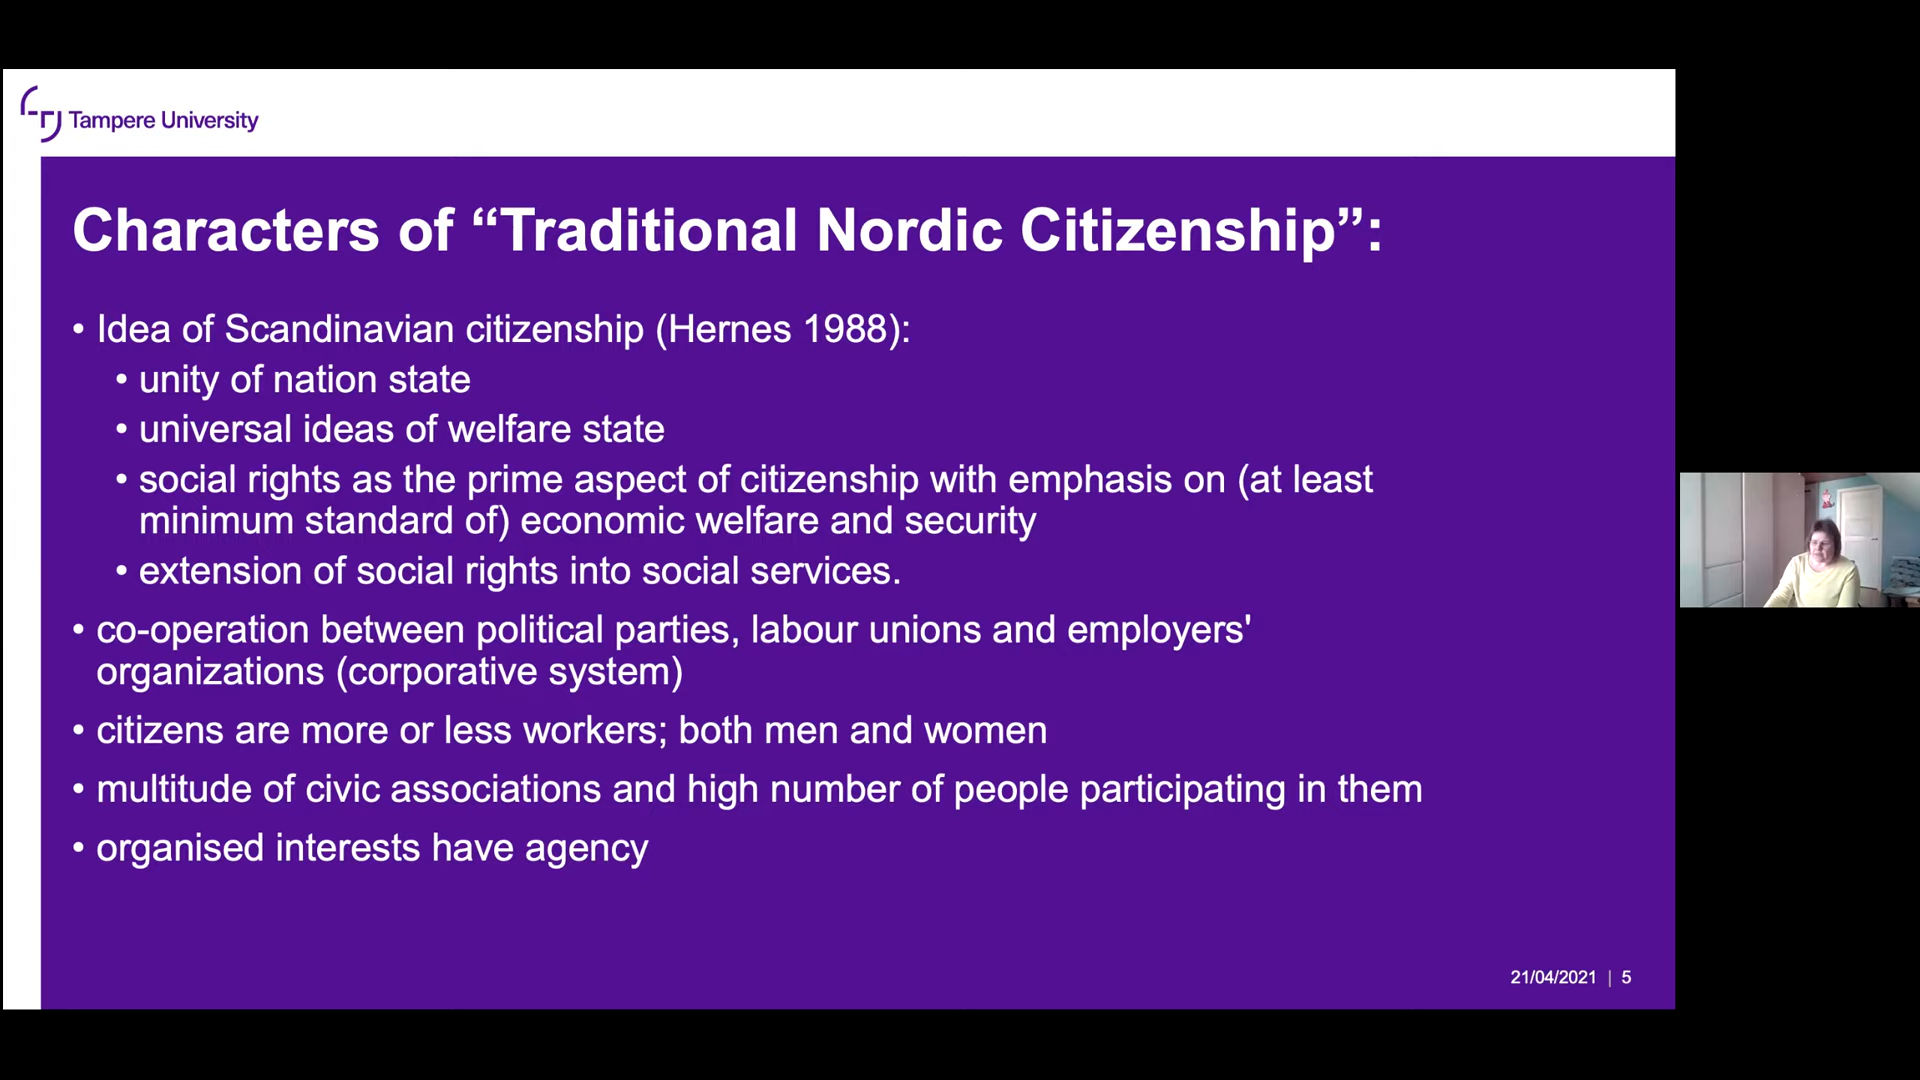 Tampere University
Characters of “Traditional Nordic Citizenship”:
• Idea of Scandinavian citizenship (Hernes 1988):
• unity of nation state
• universal ideas of welfare state
• social rights as the prime aspect of citizenship with emphasis on (at least
minimum standard of) economic welfare and security
• extension of social rights into social services.
• co-operation between political parties, labour unions and employers'
organizations (corporative system)
• citizens are more or less workers; both men and women
• multitude of civic associations and high number of people participating in them
• organised interests have agency
21/04/2021 | 5